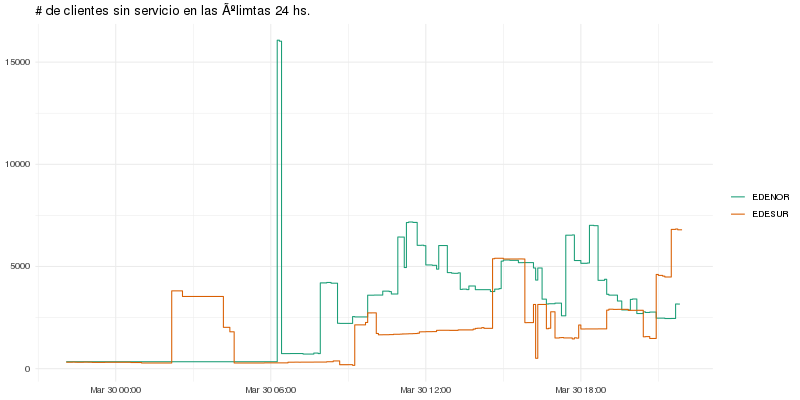 # de clientes sin servicio en las Ãºlimtas 24 hs.
15000
10000
5000
0
Mar 30 00:00
Mar 30 06:00
Mar 30 12:00
Mar 30 18:00
EDENOR
EDESUR